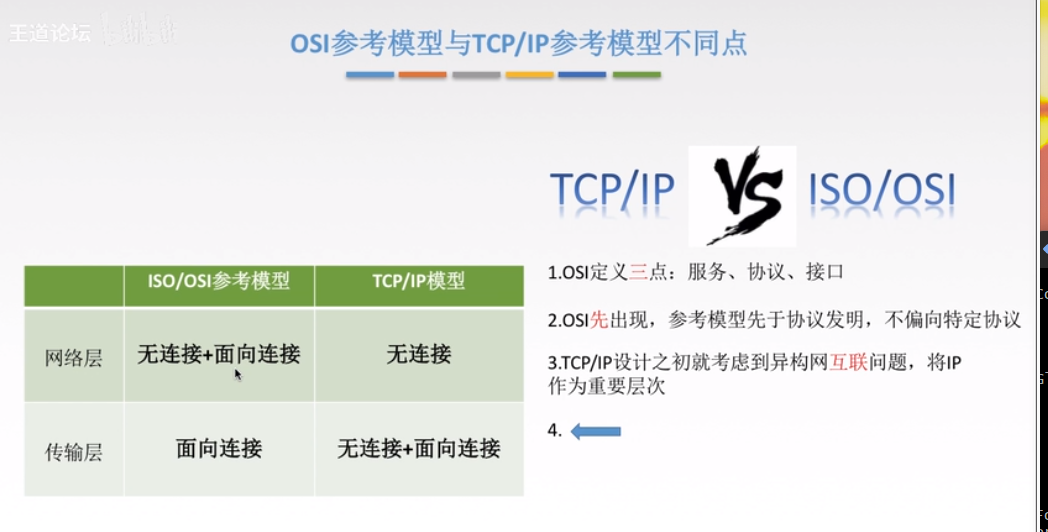 王道论坛
OSI参考模型与TCP/IP参考模型不同点
TCP/IP VS ISO/OSI
ISO/OSI参考模型 TCP/IP模型
网络层 无连接+面向连接 无连接
传输层 面向连接 无连接+面向连接
1.OSI定义三点：服务、协议、接口
2.OSI先出现，参考模型先于协议发明，不偏向特定协议
3.TCP/IP设计之初就考虑到异构网互联问题，将IP
作为重要层次
4.